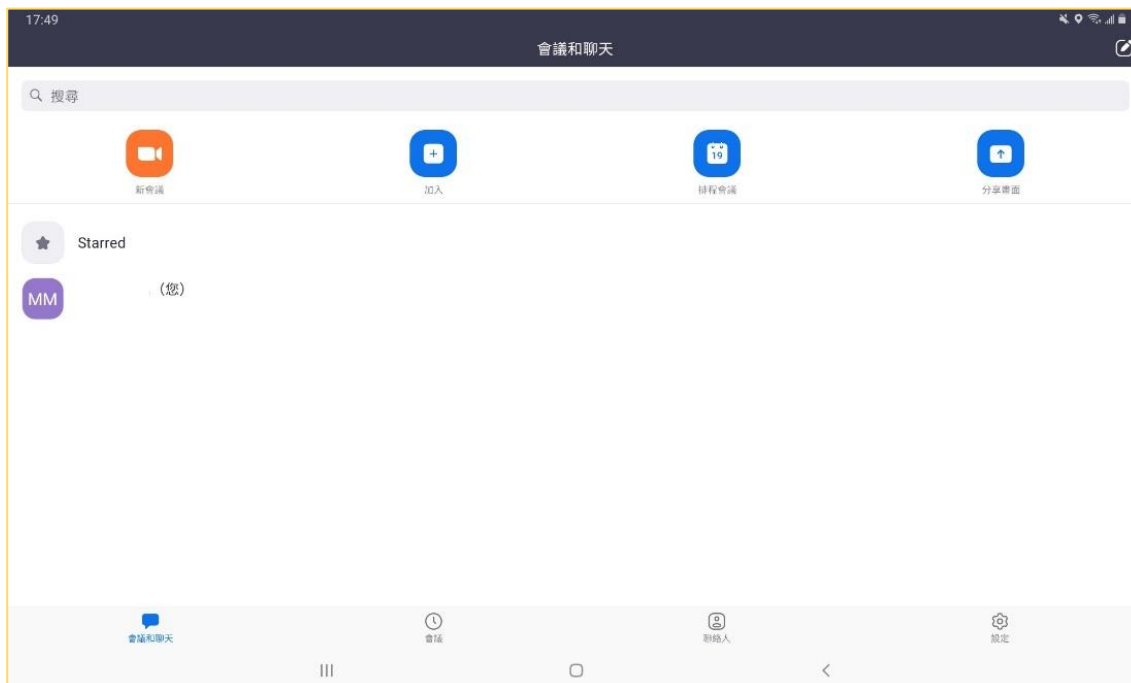 17:49
會議和聊天
搜尋
新會議
加入
19
排程會議
分享畫面
Starred
MM
(您)
會議和聊天
會議
聯絡人
設定